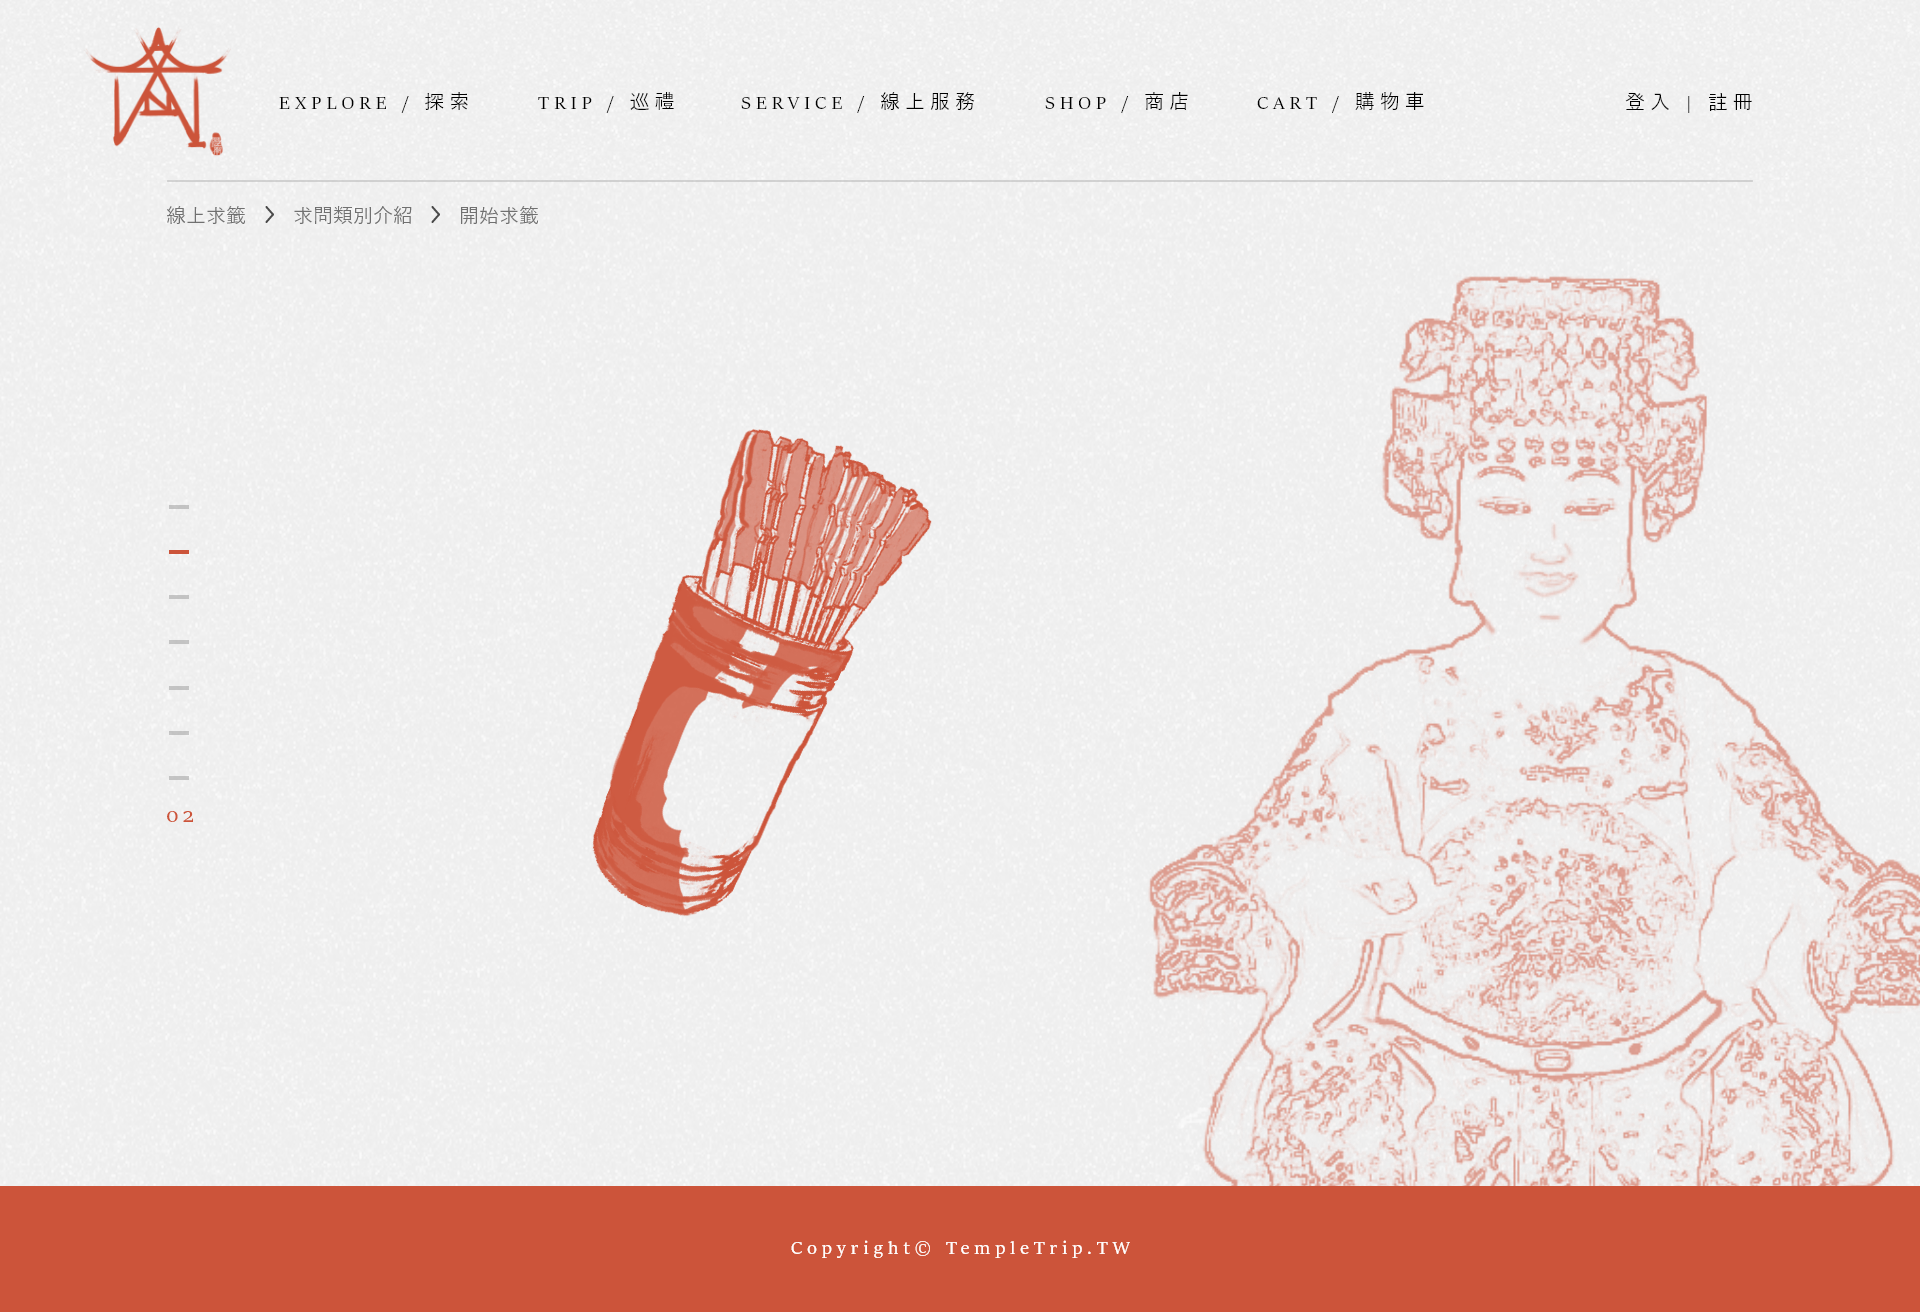 EXPLORE / 探索 TRIP / 巡禮 SERVICE / 線上服務 SHOP / 商店 CART / 購物車 登入 | 註冊
線上求籤 > 求問類別介紹 > 開始求籤
02
Copyright© TempleTrip.TW